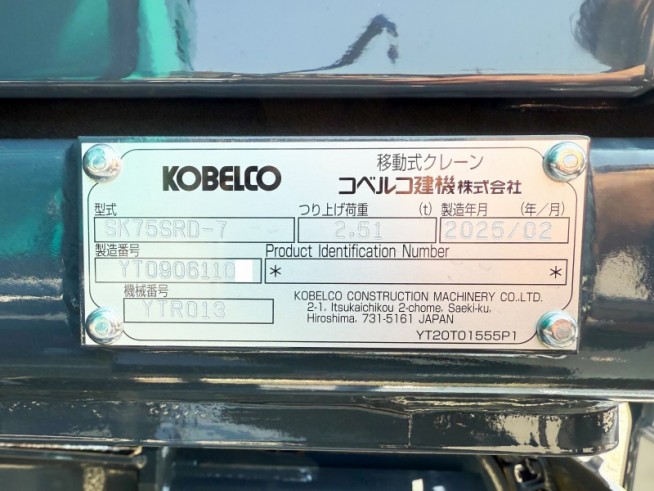 KOBELCO
移動式クレーン
コベルコ建機株式会社
型式 つり上げ荷重 (t) 製造年月 (年/月)
SK75SRD-7 2.51 2025/02
製造番号 Product Identification Number
YT0906110 * *
機械番号
YTR013
KOBELCO CONSTRUCTION MACHINERY CO.,LTD.
2-1, Itsukaichikou 2-chome, Saeki-ku,
Hiroshima, 731-5161 JAPAN
YT20T01555P1